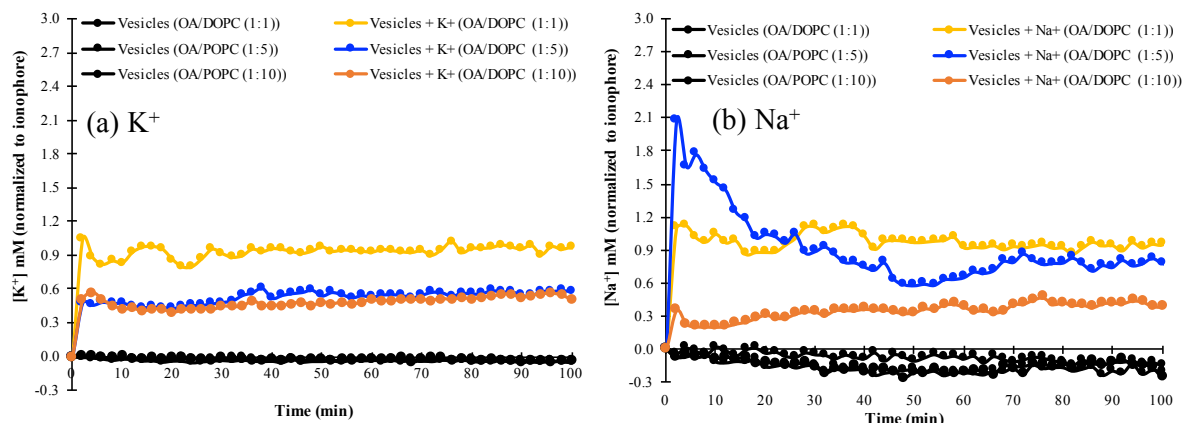 Vesicles (OA/DOPC (1:1))
Vesicles + K+ (OA/DOPC (1:1))
Vesicles (OA/POPC (1:5))
Vesicles + K+ (OA/DOPC (1:5))
Vesicles (OA/POPC (1:10))
Vesicles + K+ (OA/DOPC (1:10))
(a) K⁺
[K⁺] mM (normalized to ionophore)
3.0
2.7
2.4
2.1
1.8
1.5
1.2
0.9
0.6
0.3
0.0
-0.3
0 10 20 30 40 50 60 70 80 90 100
Time (min)
Vesicles (OA/DOPC (1:1))
Vesicles + Na+ (OA/DOPC (1:1))
Vesicles (OA/POPC (1:5))
Vesicles + Na+ (OA/DOPC (1:5))
Vesicles (OA/POPC (1:10))
Vesicles + Na+ (OA/DOPC (1:10))
(b) Na⁺
[Na⁺] mM (normalized to ionophore)
3.0
2.7
2.4
2.1
1.8
1.5
1.2
0.9
0.6
0.3
0.0
-0.3
0 10 20 30 40 50 60 70 80 90 100
Time (min)